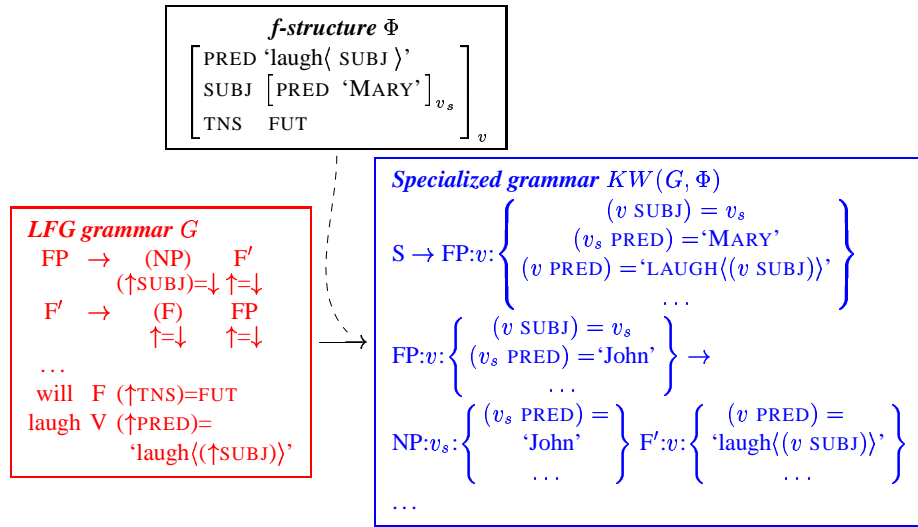 f-structure Φ
[PRED ‘laugh⟨ SUBJ ⟩’
SUBJ [PRED ‘MARY’]vₛ
TNS FUT]v
LFG grammar G
FP → (NP) F′
(↑SUBJ)=↓ ↑=↓
F′ → (F) FP
↑=↓ ↑=↓
...
will F (↑TNS)=FUT
laugh V (↑PRED)=
‘laugh⟨(↑SUBJ)⟩’
Specialized grammar KW(G, Φ)
(v SUBJ) = vₛ
(vₛ PRED) =‘MARY’
S → FP:v:{(v PRED) =‘LAUGH⟨(v SUBJ)⟩’}
...
(v SUBJ) = vₛ
FP:v:{(vₛ PRED) =‘John’} →
...
(vₛ PRED) = (v PRED) =
NP:vₛ:{‘John’} F′:v:{‘laugh⟨(v SUBJ)⟩’}
... ...
...